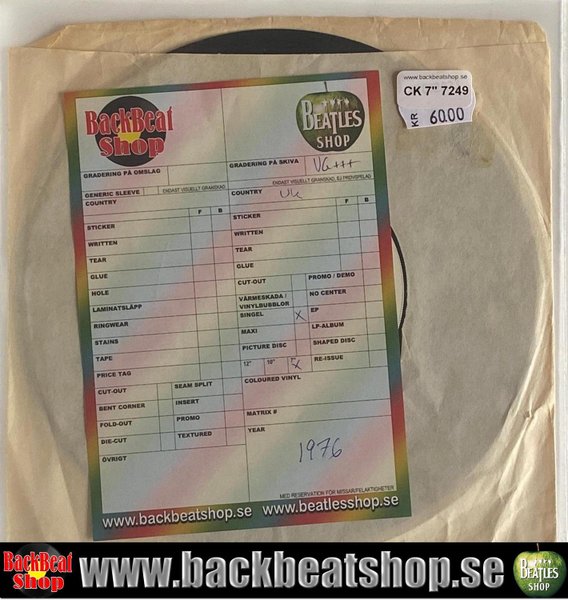 www.backbeatshop.se
CK 7" 7249
KR 60.00
BackBeat
Shop
BEATLES
SHOP
GRADERING PÅ OMSLAG
GRADERING PÅ SKIVA VG+++
GENERIC SLEEVE
ENDAST VISUELLT GRANSKAD
ENDAST VISUELLT GRANSKAD, EJ PROVSPELAD
COUNTRY
COUNTRY UK
F B
F B
STICKER
STICKER
WRITTEN
WRITTEN
TEAR
TEAR
GLUE
GLUE
HOLE
CUT-OUT
PROMO / DEMO
LAMINATSLÄPP
VÄRMESKADA /
VINYLBUBBLOR
NO CENTER
RINGWEAR
SINGEL X
EP
STAINS
MAXI
LP-ALBUM
TAPE
PICTURE DISC
SHAPED DISC
PRICE TAG
12" 10" 7" X
RE-ISSUE
CUT-OUT
SEAM SPLIT
COLOURED VINYL
BENT CORNER
INSERT
FOLD-OUT
PROMO
MATRIX #
DIE-CUT
TEXTURED
YEAR
ÖVRIGT
1976
MED RESERVATION FÖR MISSAR/FELAKTIGHETER
www.backbeatshop.se www.beatlesshop.se
BackBeat
Shop
www.backbeatshop.se
BEATLES
SHOP